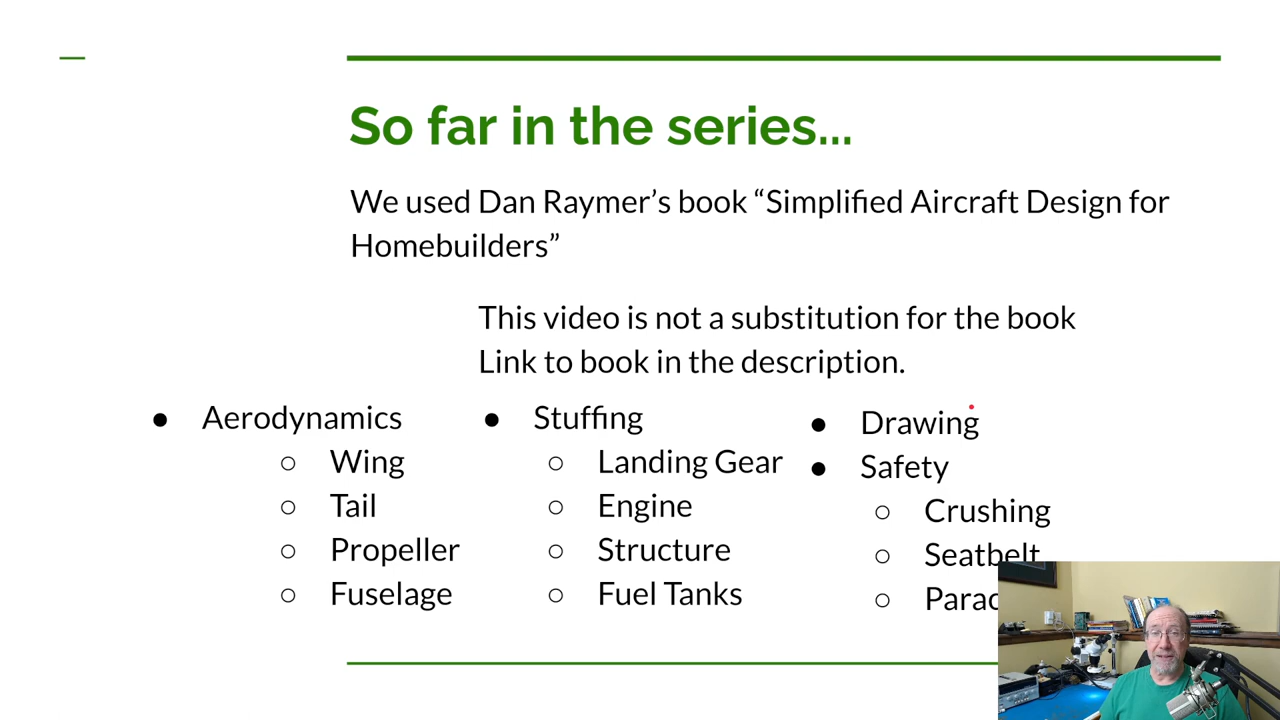 So far in the series...
We used Dan Raymer’s book “Simplified Aircraft Design for
Homebuilders”
This video is not a substitution for the book
Link to book in the description.
● Aerodynamics
○ Wing
○ Tail
○ Propeller
○ Fuselage
● Stuffing
○ Landing Gear
○ Engine
○ Structure
○ Fuel Tanks
● Drawing
● Safety
○ Crushing
○ Seatbelt